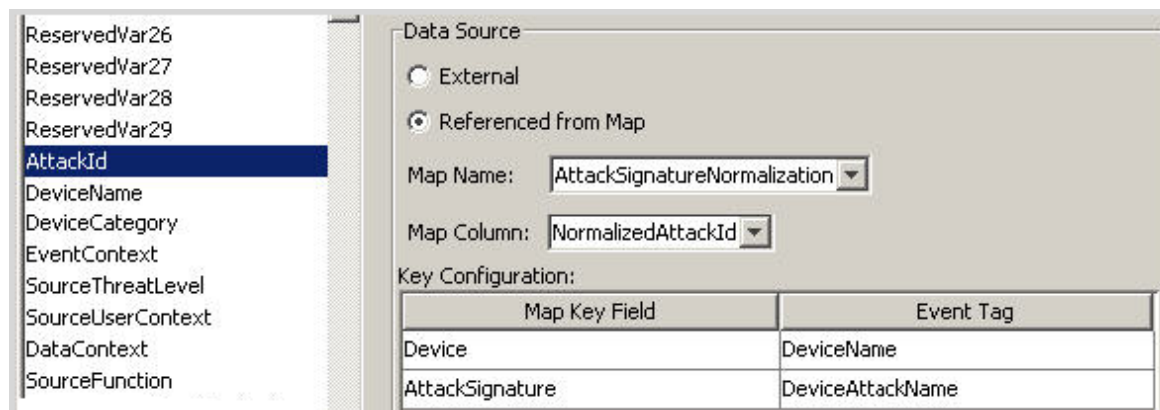 ReservedVar26
ReservedVar27
ReservedVar28
ReservedVar29
AttackId
DeviceName
DeviceCategory
EventContext
SourceThreatLevel
SourceUserContext
DataContext
SourceFunction
Data Source
External
Referenced from Map
Map Name: AttackSignatureNormalization
Map Column: NormalizedAttackId
Key Configuration:
Map Key Field Event Tag
Device DeviceName
AttackSignature DeviceAttackName